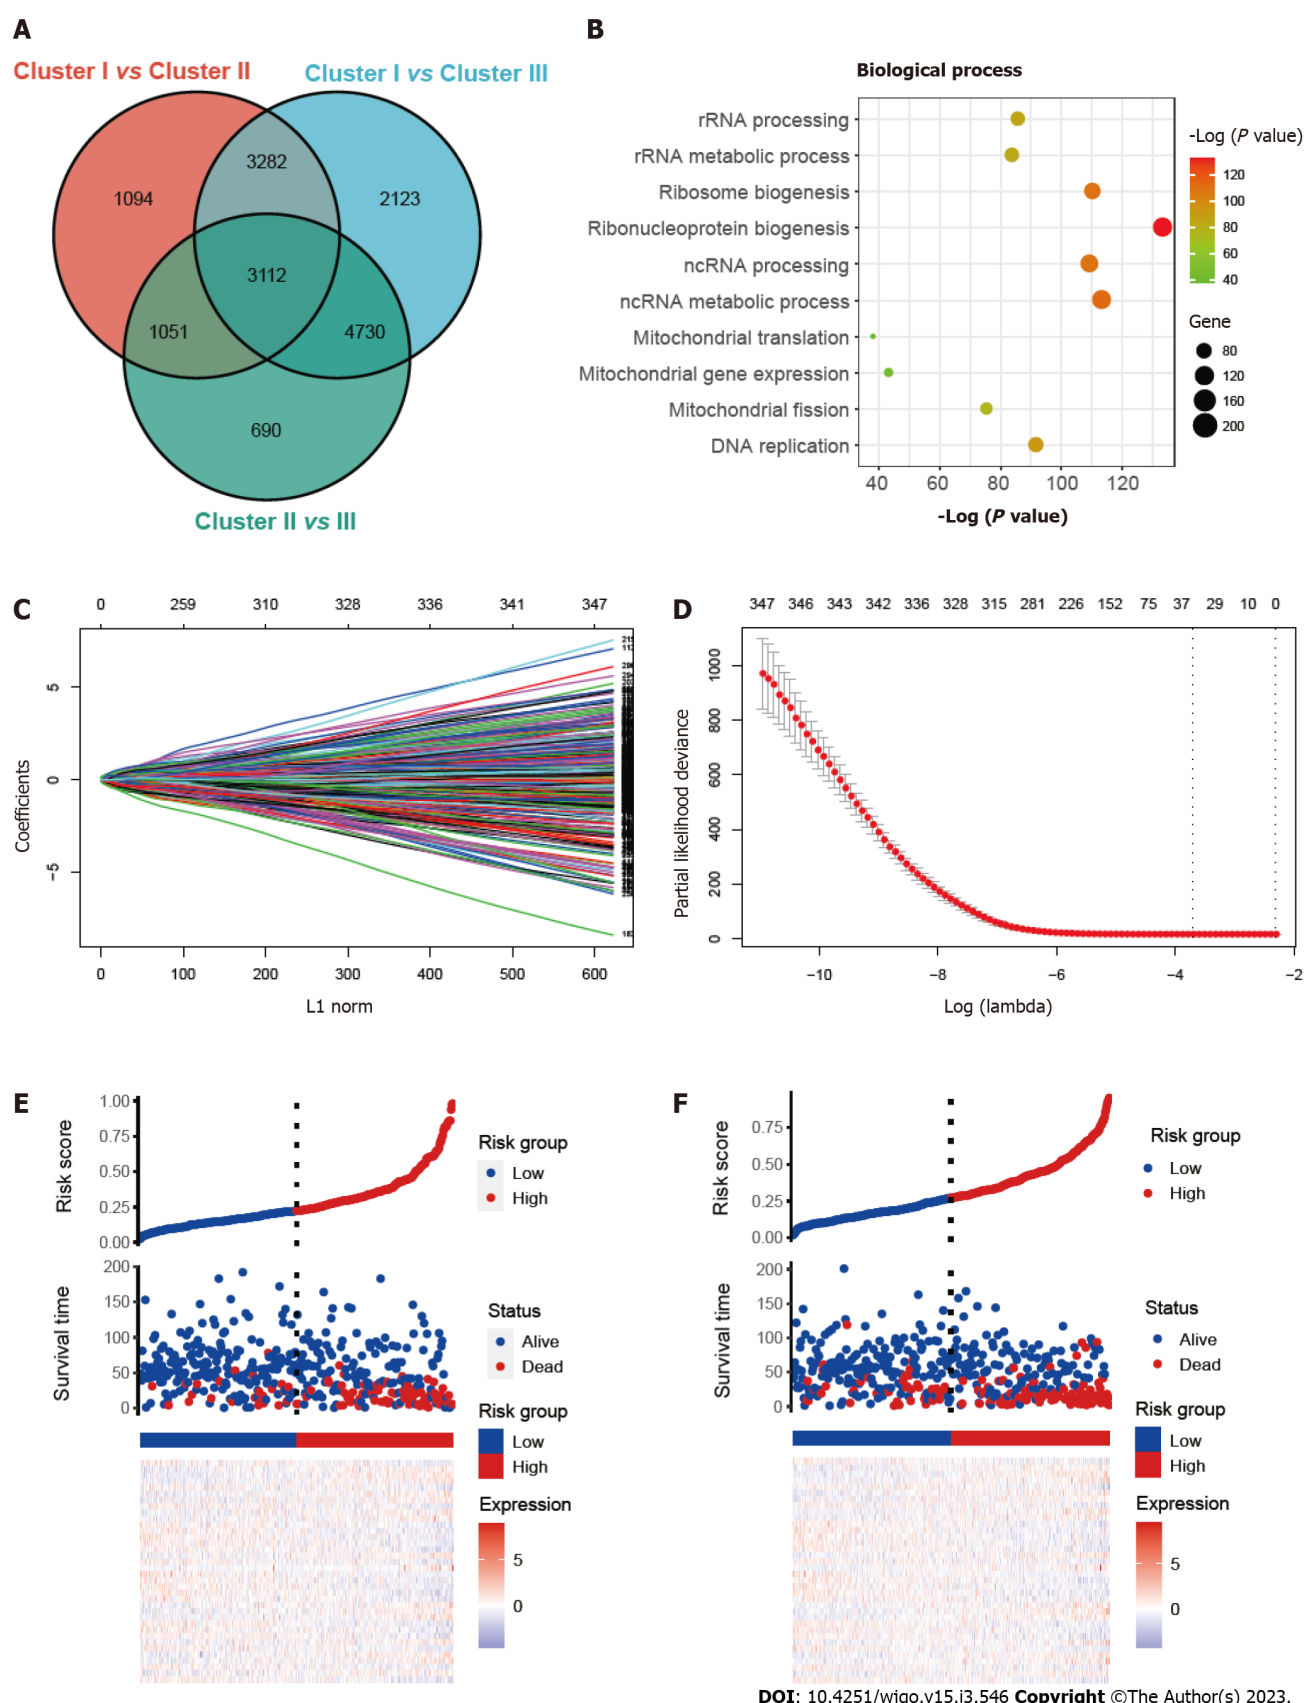 A
Cluster I vs Cluster II
Cluster I vs Cluster III
3282
1094
2123
3112
1051
4730
690
Cluster II vs III
B
Biological process
rRNA processing
rRNA metabolic process
Ribosome biogenesis
Ribonucleoprotein biogenesis
ncRNA processing
ncRNA metabolic process
Mitochondrial translation
Mitochondrial gene expression
Mitochondrial fission
DNA replication
40 60 80 100 120
-Log (P value)
-Log (P value)
120
100
80
60
40
Gene
80
120
160
200
C
0 259 310 328 336 341 347
5
0
−5
Coefficients
0 100 200 300 400 500 600
L1 norm
D
347 346 343 342 336 328 315 281 226 152 75 37 29 10 0
1000
800
600
400
200
0
Partial likelihood deviance
−10 −8 −6 −4 −2
Log (lambda)
E
1.00
0.75
0.50
0.25
0.00
Risk score
Risk group
Low
High
200
150
100
50
0
Survival time
Status
Alive
Dead
Risk group
Low
High
Expression
5
0
F
0.75
0.50
0.25
0.00
Risk score
Risk group
Low
High
200
150
100
50
0
Survival time
Status
Alive
Dead
Risk group
Low
High
Expression
5
0
DOI: 10.4251/wjgo.v15.i3.546 Copyright ©The Author(s) 2023.